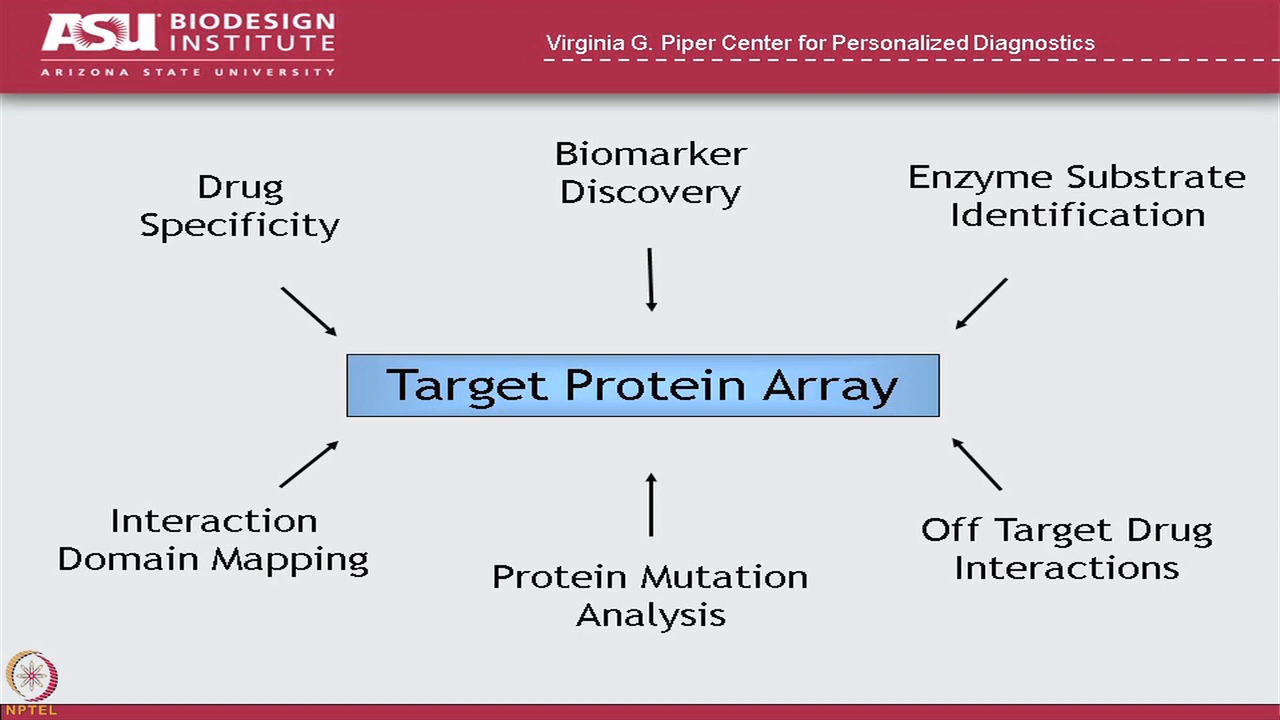 ASU BIODESIGN
INSTITUTE
ARIZONA STATE UNIVERSITY
Virginia G. Piper Center for Personalized Diagnostics
Drug
Specificity
Biomarker
Discovery
Enzyme Substrate
Identification
Target Protein Array
Interaction
Domain Mapping
Protein Mutation
Analysis
Off Target Drug
Interactions
NPTEL